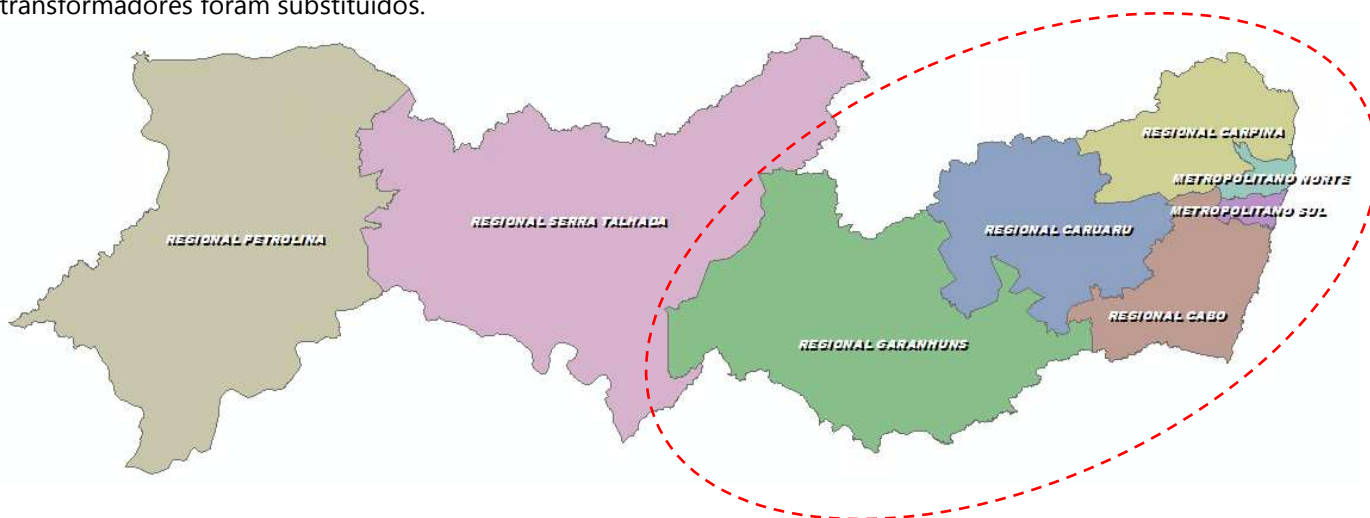 transformadores foram substituídos.
REGIONAL CARPINA
METROPOLITANO NORTE
METROPOLITANO SUL
REGIONAL SERRA TALHADA
REGIONAL CARUARU
REGIONAL PETROLINA
REGIONAL CABO
REGIONAL GARANHUNS